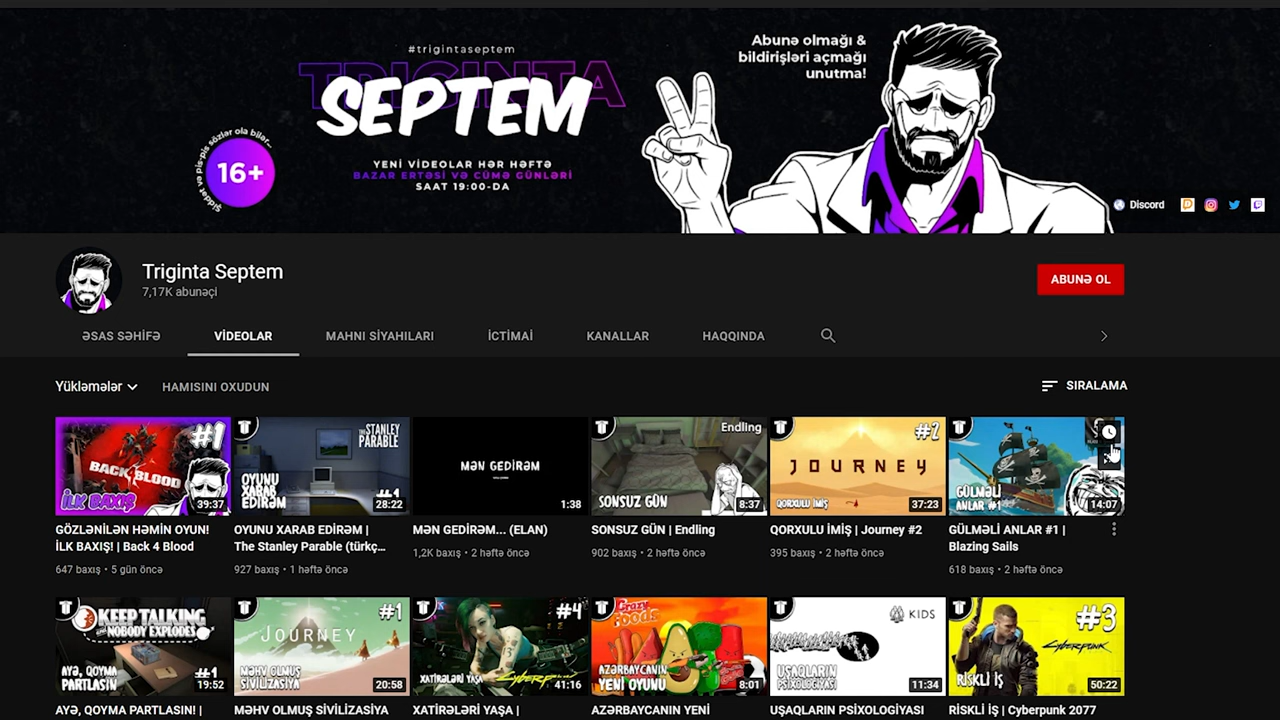 #trigintaseptem
TRIGINTA
SEPTEM
YENİ VİDEOLAR HƏR HƏFTƏ
BAZAR ERTƏSİ VƏ CÜMƏ GÜNLƏRİ
SAAT 19:00-DA
Şiddət və pis-pis sözlər ola bilər...
16+
Abunə olmağı &
bildirişləri açmağı
unutma!
Discord
Triginta Septem
7,17K abunəçi
ABUNƏ OL
ƏSAS SƏHİFƏ
VİDEOLAR
MAHNI SİYAHILARI
İCTİMAİ
KANALLAR
HAQQINDA
Yükləmələr
HAMISINI OXUDUN
SIRALAMA
#1
BACK 4 BLOOD
İLK BAXIŞ
39:37
THE STANLEY
PARABLE
OYUNU
XARAB
EDİRƏM
#1
28:22
MƏN GEDİRƏM
1:38
Endling
SONSUZ GÜN
8:37
#2
JOURNEY
QORXULU İMİŞ
37:23
GÜLMƏLİ
ANLAR #1
14:07
GÖZLƏNİLƏN HƏMİN OYUN!
İLK BAXIŞ! | Back 4 Blood
647 baxış • 5 gün öncə
OYUNU XARAB EDİRƏM |
The Stanley Parable (türkç...
927 baxış • 1 həftə öncə
MƏN GEDİRƏM... (ELAN)
1,2K baxış • 2 həftə öncə
SONSUZ GÜN | Endling
902 baxış • 2 həftə öncə
QORXULU İMİŞ | Journey #2
395 baxış • 2 həftə öncə
GÜLMƏLİ ANLAR #1 |
Blazing Sails
618 baxış • 2 həftə öncə
KEEP TALKING
AND NOBODY EXPLODES
AYƏ, QOYMA
PARTLASIN
#1
19:52
#1
JOURNEY
MƏHV OLMUŞ
SİVİLİZASİYA
20:58
#4
XATİRƏLƏRİ YAŞA
CYBERPUNK
41:16
Crazy
Foods
AZƏRBAYCANIN
YENİ OYUNU
8:01
KIDS
UŞAQLARIN
PSİXOLOGİYASI
11:34
#3
CYBERPUNK
RİSKLİ İŞ
50:22
AYƏ, QOYMA PARTLASIN! |
MƏHV OLMUŞ SİVİLİZASİYA
XATİRƏLƏRİ YAŞA |
AZƏRBAYCANIN YENİ
UŞAQLARIN PSİXOLOGİYASI
RİSKLİ İŞ | Cyberpunk 2077